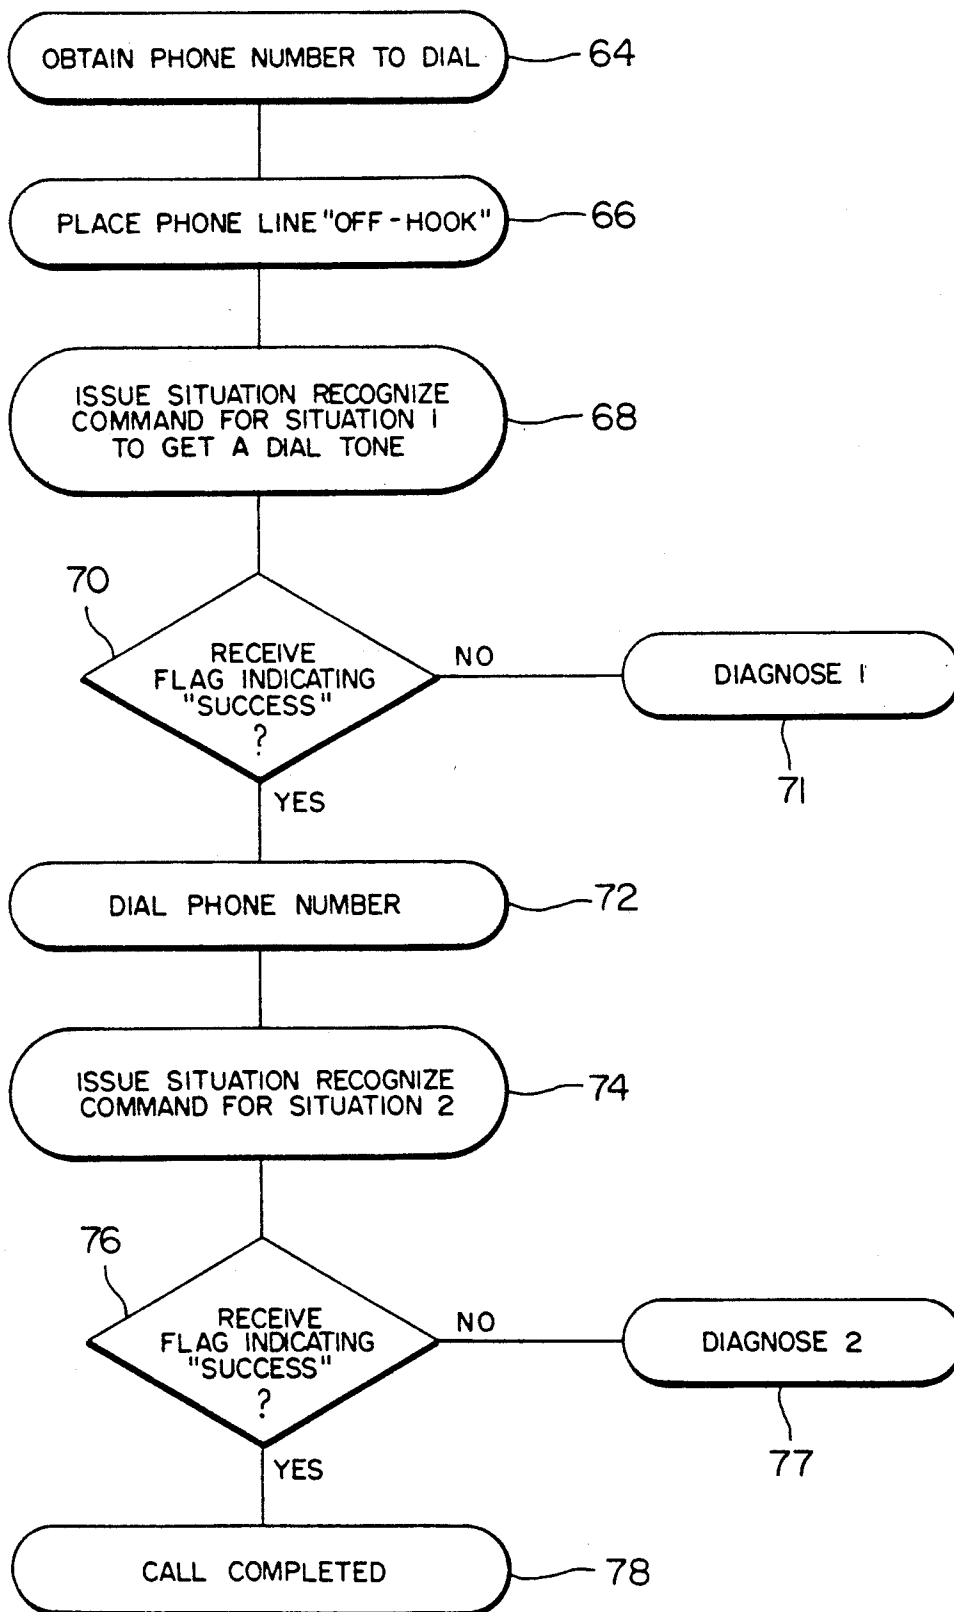 OBTAIN PHONE NUMBER TO DIAL
64
PLACE PHONE LINE "OFF-HOOK"
66
ISSUE SITUATION RECOGNIZE
COMMAND FOR SITUATION 1
TO GET A DIAL TONE
68
70
RECEIVE
FLAG INDICATING
"SUCCESS"
?
NO
DIAGNOSE 1
71
YES
DIAL PHONE NUMBER
72
ISSUE SITUATION RECOGNIZE
COMMAND FOR SITUATION 2
74
76
RECEIVE
FLAG INDICATING
"SUCCESS"
?
NO
DIAGNOSE 2
77
YES
CALL COMPLETED
78